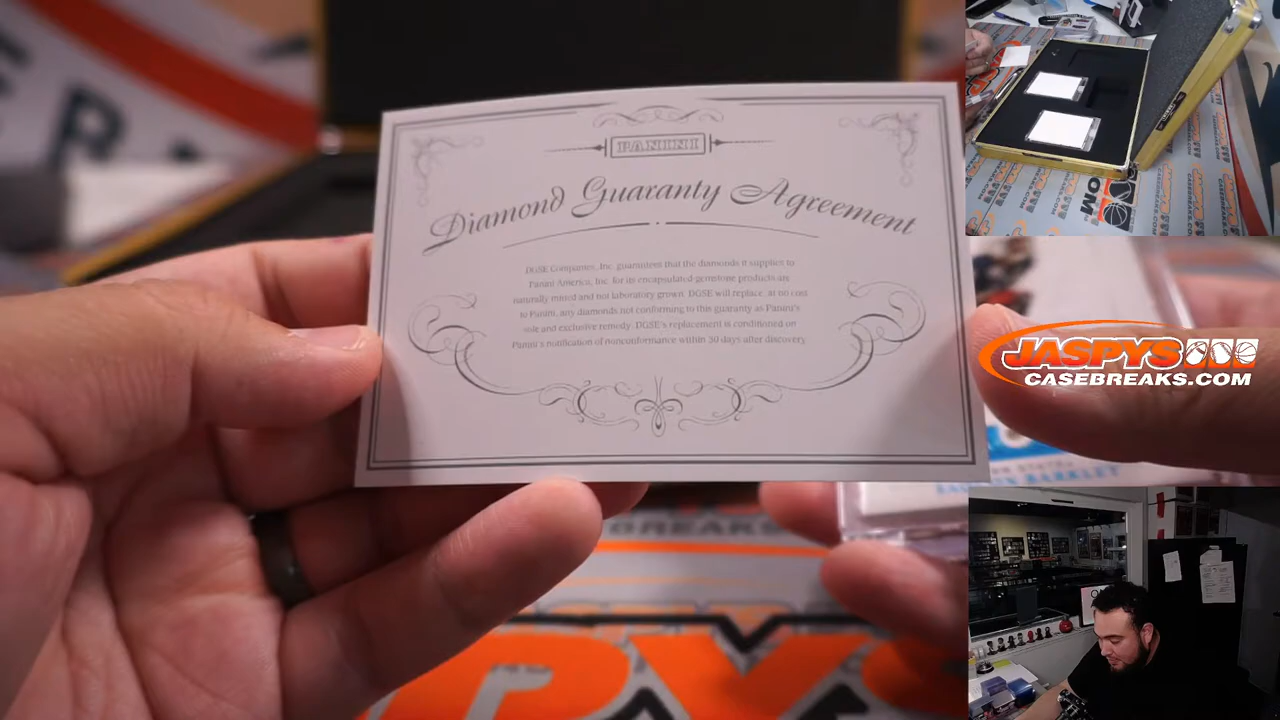 PANINI
Diamond Guaranty Agreement
DGSE Companies, Inc. guarantees that the diamonds it supplies to
Panini America, Inc. for its encapsulated-gemstone products are
naturally mined and not laboratory grown. DGSE will replace, at no cost
to Panini, any diamonds not conforming to this guaranty as Panini's
sole and exclusive remedy. DGSE's replacement is conditioned on
Panini's notification of nonconformance within 30 days after discovery.
JASPYS
CASEBREAKS.COM
BARKLEY
BREAKS